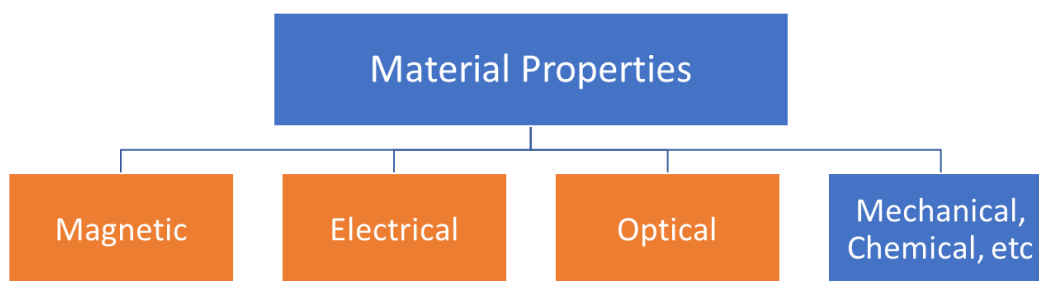 Material Properties
Magnetic
Electrical
Optical
Mechanical,
Chemical, etc